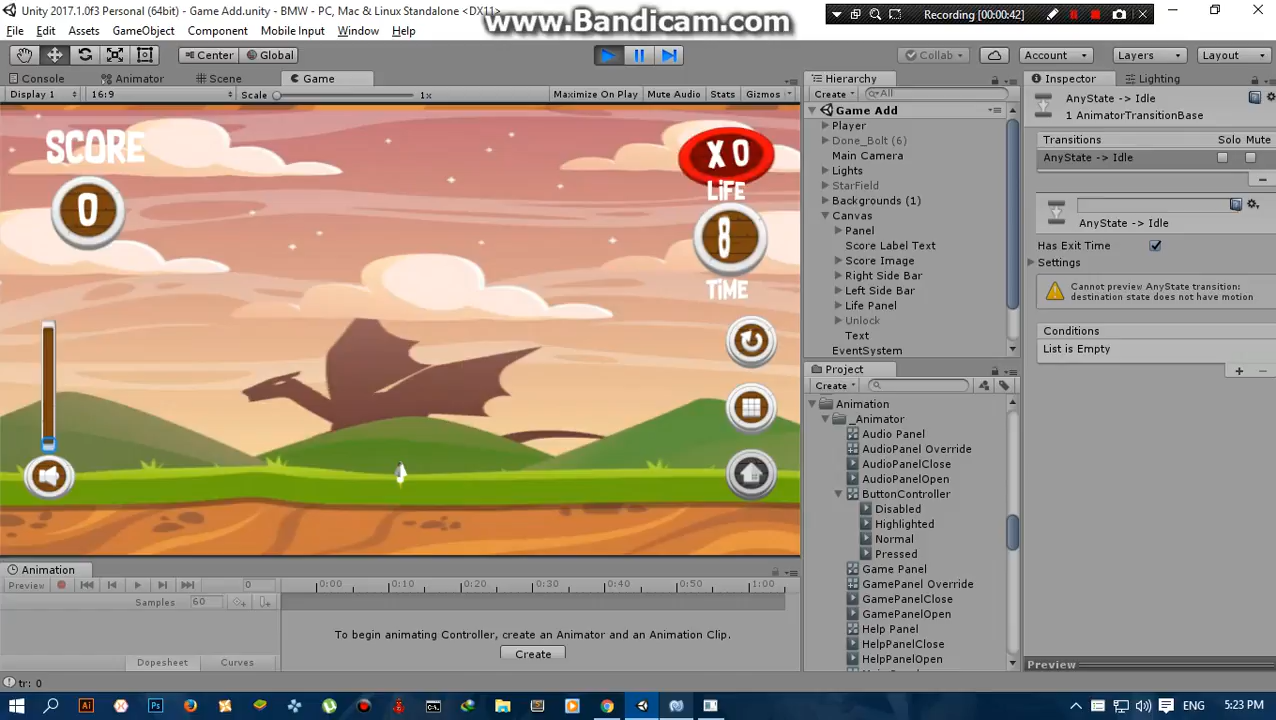 Unity 2017.1.0f3 Personal (64bit) - Game Add.unity - BMW - PC, Mac & Linux Standalone <DX11>
www.Bandicam.com
Recording [00:00:42]
File Edit Assets GameObject Component Mobile Input Window Help
Center Global
Collab Account Layers Layout
Console Animator Scene Game
Display 1 16:9 Scale 1x Maximize On Play Mute Audio Stats Gizmos
SCORE
0
X 0
LIFE
8
TIME
Hierarchy
Create All
Game Add
Player
Done_Bolt (6)
Main Camera
Lights
StarField
Backgrounds (1)
Canvas
Panel
Score Label Text
Score Image
Right Side Bar
Left Side Bar
Life Panel
Unlock
Text
EventSystem
Project
Create
Animation
_Animator
Audio Panel
AudioPanel Override
AudioPanelClose
AudioPanelOpen
ButtonController
Disabled
Highlighted
Normal
Pressed
Game Panel
GamePanel Override
GamePanelClose
GamePanelOpen
Help Panel
HelpPanelClose
HelpPanelOpen
Inspector Lighting
AnyState -> Idle
1 AnimatorTransitionBase
Transitions Solo Mute
AnyState -> Idle
AnyState -> Idle
Has Exit Time
Settings
Cannot preview AnyState transition:
destination state does not have motion
Conditions
List is Empty
Preview
Animation
Preview 0 0:00 0:10 0:20 0:30 0:40 0:50 1:00
Samples 60
To begin animating Controller, create an Animator and an Animation Clip.
Create
Dopesheet Curves
tr: 0
ENG 5:23 PM